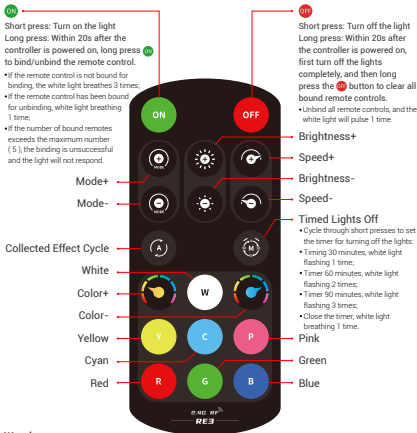 ON
Short press: Turn on the light
Long press: Within 20s after the
controller is powered on, long press ON
to bind/unbind the remote control.
• If the remote control is not bound for
binding, the white light breathes 3 times;
• If the remote control has been bound
for unbinding, white light breathing
1 time;
• If the number of bound remotes
exceeds the maximum number
( 5 ), the binding is unsuccessful
and the light will not respond.
OFF
Short press: Turn off the light
Long press: Within 20s after
the controller is powered on,
first turn off the lights
completely, and then long
press the OFF button to clear all
bound remote controls.
• Unbind all remote controls, and the
white light will pulse 1 time.
ON
OFF
MODE
MODE
A
M
W
Y
C
P
R
G
B
2.4G RF
RE3
Mode+
Mode-
Collected Effect Cycle
White
Color+
Color-
Yellow
Cyan
Red
Brightness+
Speed+
Brightness-
Speed-
Timed Lights Off
• Cycle through short presses to set
the timer for turning off the lights:
• Timing 30 minutes, white light
flashing 1 time;
• Timer 60 minutes, white light
flashing 2 times;
• Timer 90 minutes, white light
flashing 3 times;
• Close the timer, white light
breathing 1 time.
Pink
Green
Blue